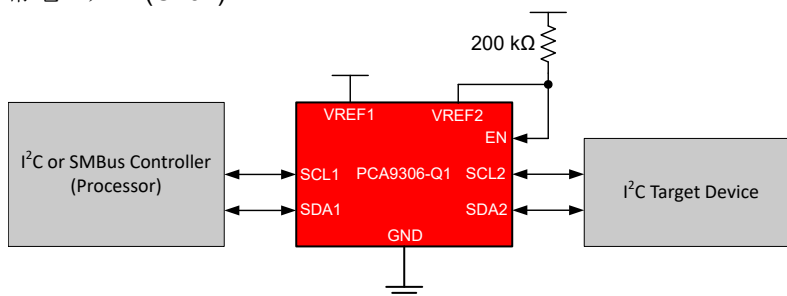 200 kΩ
VREF1
VREF2
EN
I²C or SMBus Controller
(Processor)
SCL1
PCA9306-Q1
SCL2
SDA1
SDA2
GND
I²C Target Device